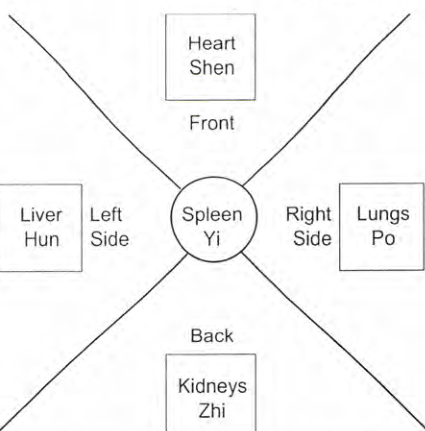 Heart
Shen
Front
Liver
Hun
Left
Side
Spleen
Yi
Right
Side
Lungs
Po
Back
Kidneys
Zhi